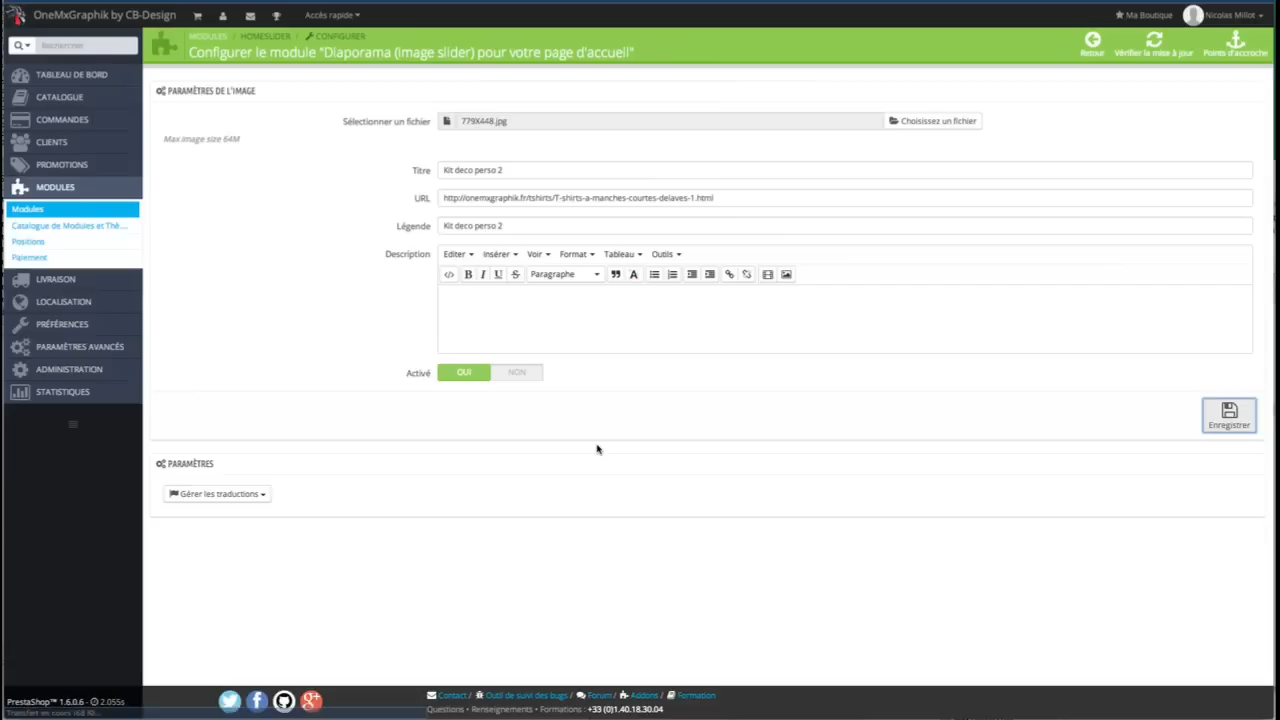 OneMxGraphik by CB-Design
Accès rapide
Ma Boutique
Nicolas Millot
Rechercher
MODULES / HOMESLIDER / CONFIGURER
Configurer le module "Diaporama (image slider) pour votre page d'accueil"
Retour
Vérifier la mise à jour
Points d'accroche
TABLEAU DE BORD
CATALOGUE
COMMANDES
CLIENTS
PROMOTIONS
MODULES
Modules
Catalogue de Modules et Thè...
Positions
Paiement
LIVRAISON
LOCALISATION
PRÉFÉRENCES
PARAMÈTRES AVANCÉS
ADMINISTRATION
STATISTIQUES
PARAMÈTRES DE L'IMAGE
Sélectionner un fichier
779X448.jpg
Choisissez un fichier
Max image size 64M
Titre
Kit deco perso 2
URL
http://onemxgraphik.fr/tshirts/T-shirts-a-manches-courtes-delaves-1.html
Légende
Kit deco perso 2
Description
Editer Insérer Voir Format Tableau Outils
B I U S Paragraphe A
Activé
OUI NON
Enregistrer
PARAMÈTRES
Gérer les traductions
PrestaShop™ 1.6.0.6 - 2.055s
Contact / Outil de suivi des bugs / Forum / Addons / Formation
Questions • Renseignements • Formations : +33 (0)1.40.18.30.04